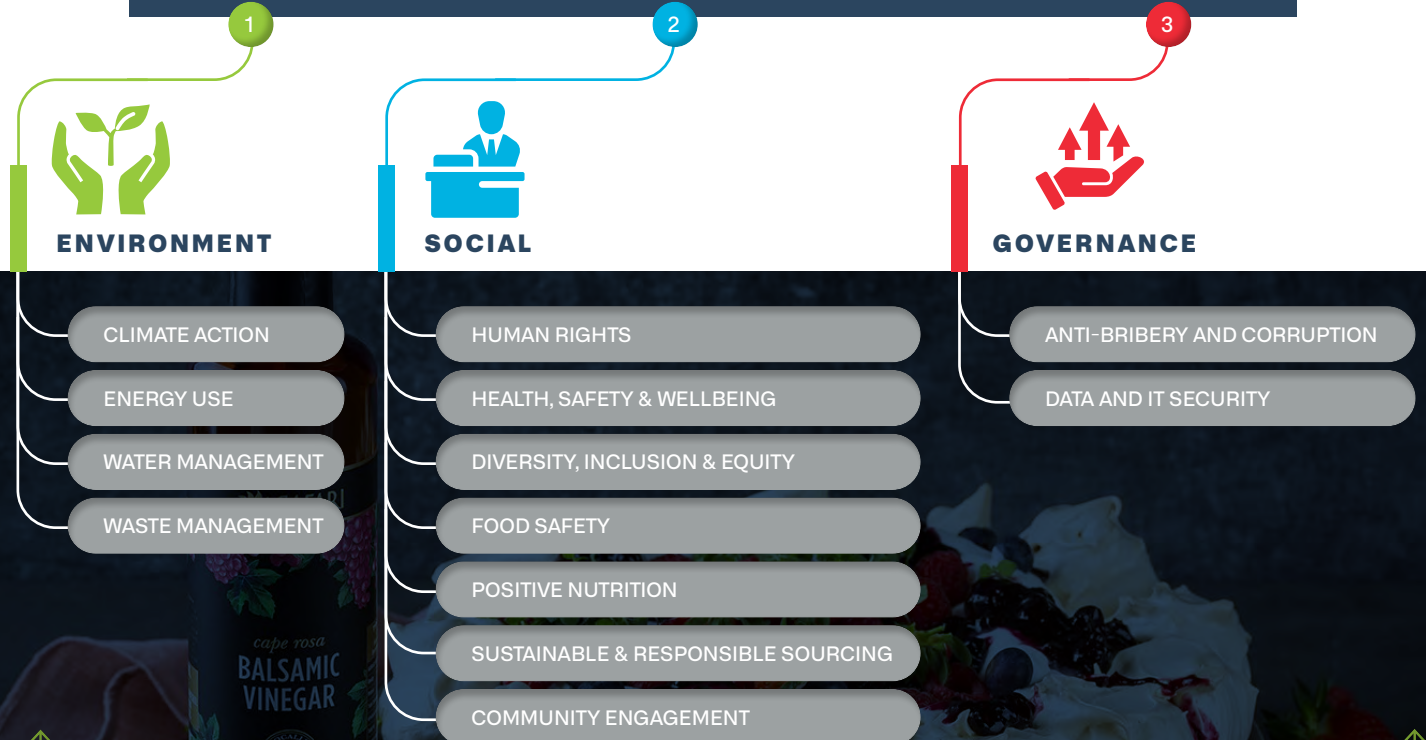 1
2
3
ENVIRONMENT
SOCIAL
GOVERNANCE
CLIMATE ACTION
ENERGY USE
WATER MANAGEMENT
WASTE MANAGEMENT
HUMAN RIGHTS
HEALTH, SAFETY & WELLBEING
DIVERSITY, INCLUSION & EQUITY
FOOD SAFETY
POSITIVE NUTRITION
SUSTAINABLE & RESPONSIBLE SOURCING
COMMUNITY ENGAGEMENT
ANTI-BRIBERY AND CORRUPTION
DATA AND IT SECURITY
cape rosa
BALSAMIC
VINEGAR